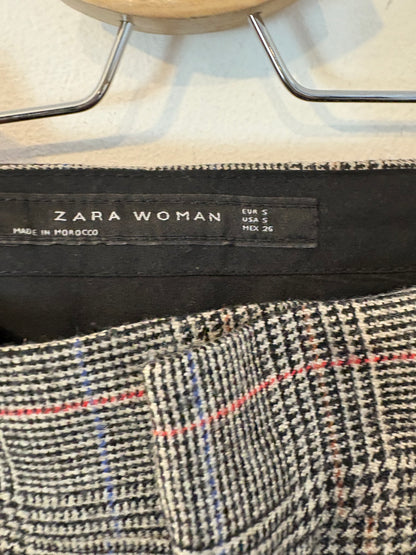 ZARA WOMAN
MADE IN MOROCCO
EUR S
USA S
MEX 26